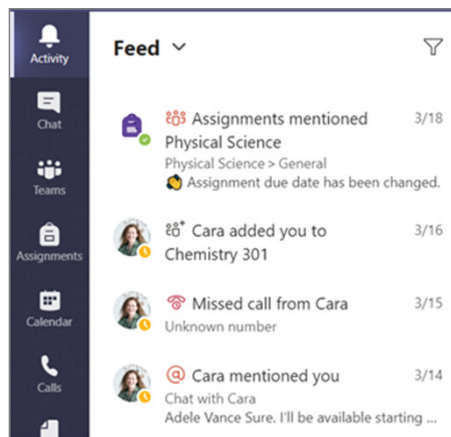 Activity
Chat
Teams
Assignments
Calendar
Calls
Feed
Assignments mentioned 3/18
Physical Science
Physical Science > General
Assignment due date has been changed.
Cara added you to 3/16
Chemistry 301
Missed call from Cara 3/15
Unknown number
Cara mentioned you 3/14
Chat with Cara
Adele Vance Sure. I'll be available starting ...